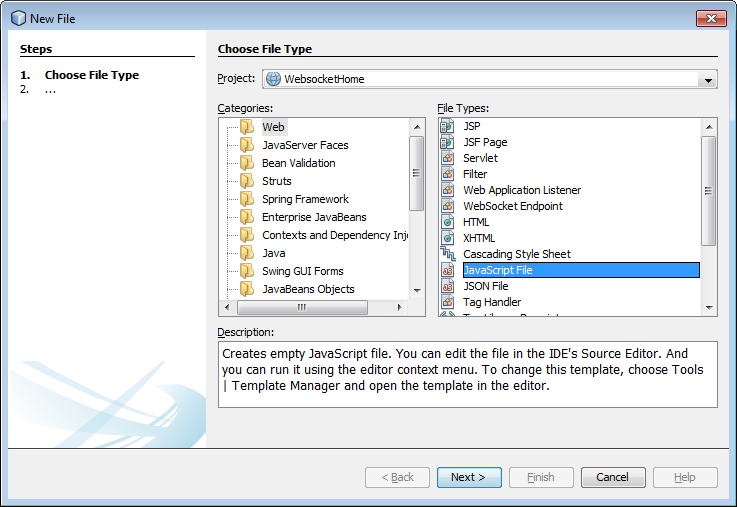 New File
Steps
1. Choose File Type
2. ...
Choose File Type
Project: WebsocketHome
Categories:
Web
JavaServer Faces
Bean Validation
Struts
Spring Framework
Enterprise JavaBeans
Contexts and Dependency Inje
Java
Swing GUI Forms
JavaBeans Objects
File Types:
JSP
JSF Page
Servlet
Filter
Web Application Listener
WebSocket Endpoint
HTML
XHTML
Cascading Style Sheet
JavaScript File
JSON File
Tag Handler
Description:
Creates empty JavaScript file. You can edit the file in the IDE's Source Editor. And
you can run it using the editor context menu. To change this template, choose Tools
| Template Manager and open the template in the editor.
< Back
Next >
Finish
Cancel
Help